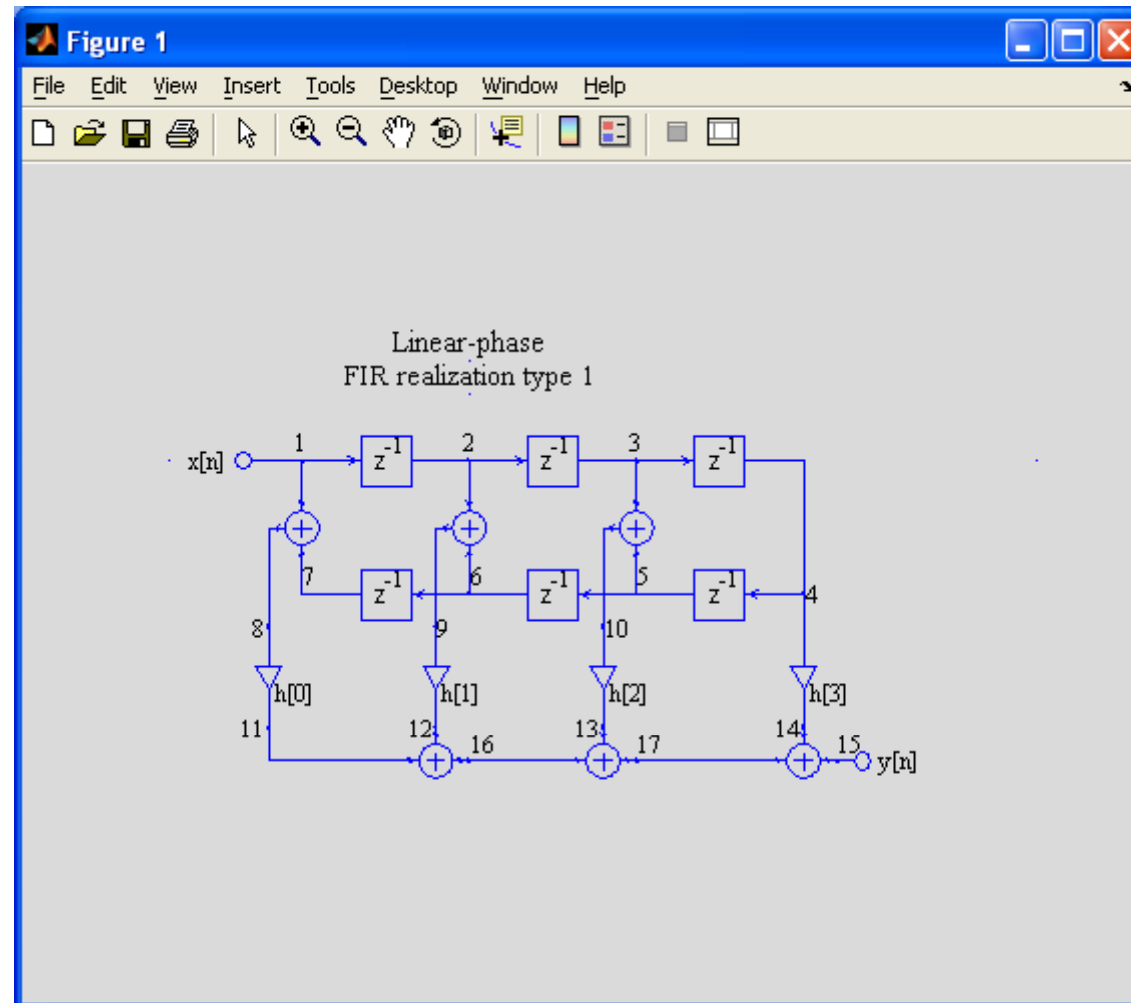 Figure 1
File Edit View Insert Tools Desktop Window Help
Linear-phase
FIR realization type 1
1 2 3
x[n] z^-1 z^-1 z^-1
+ + +
7 6 5
z^-1 z^-1 z^-1 4
8 9 10
h[0] h[1] h[2] h[3]
11 12 13 14
16 17 15
+ + + y[n]